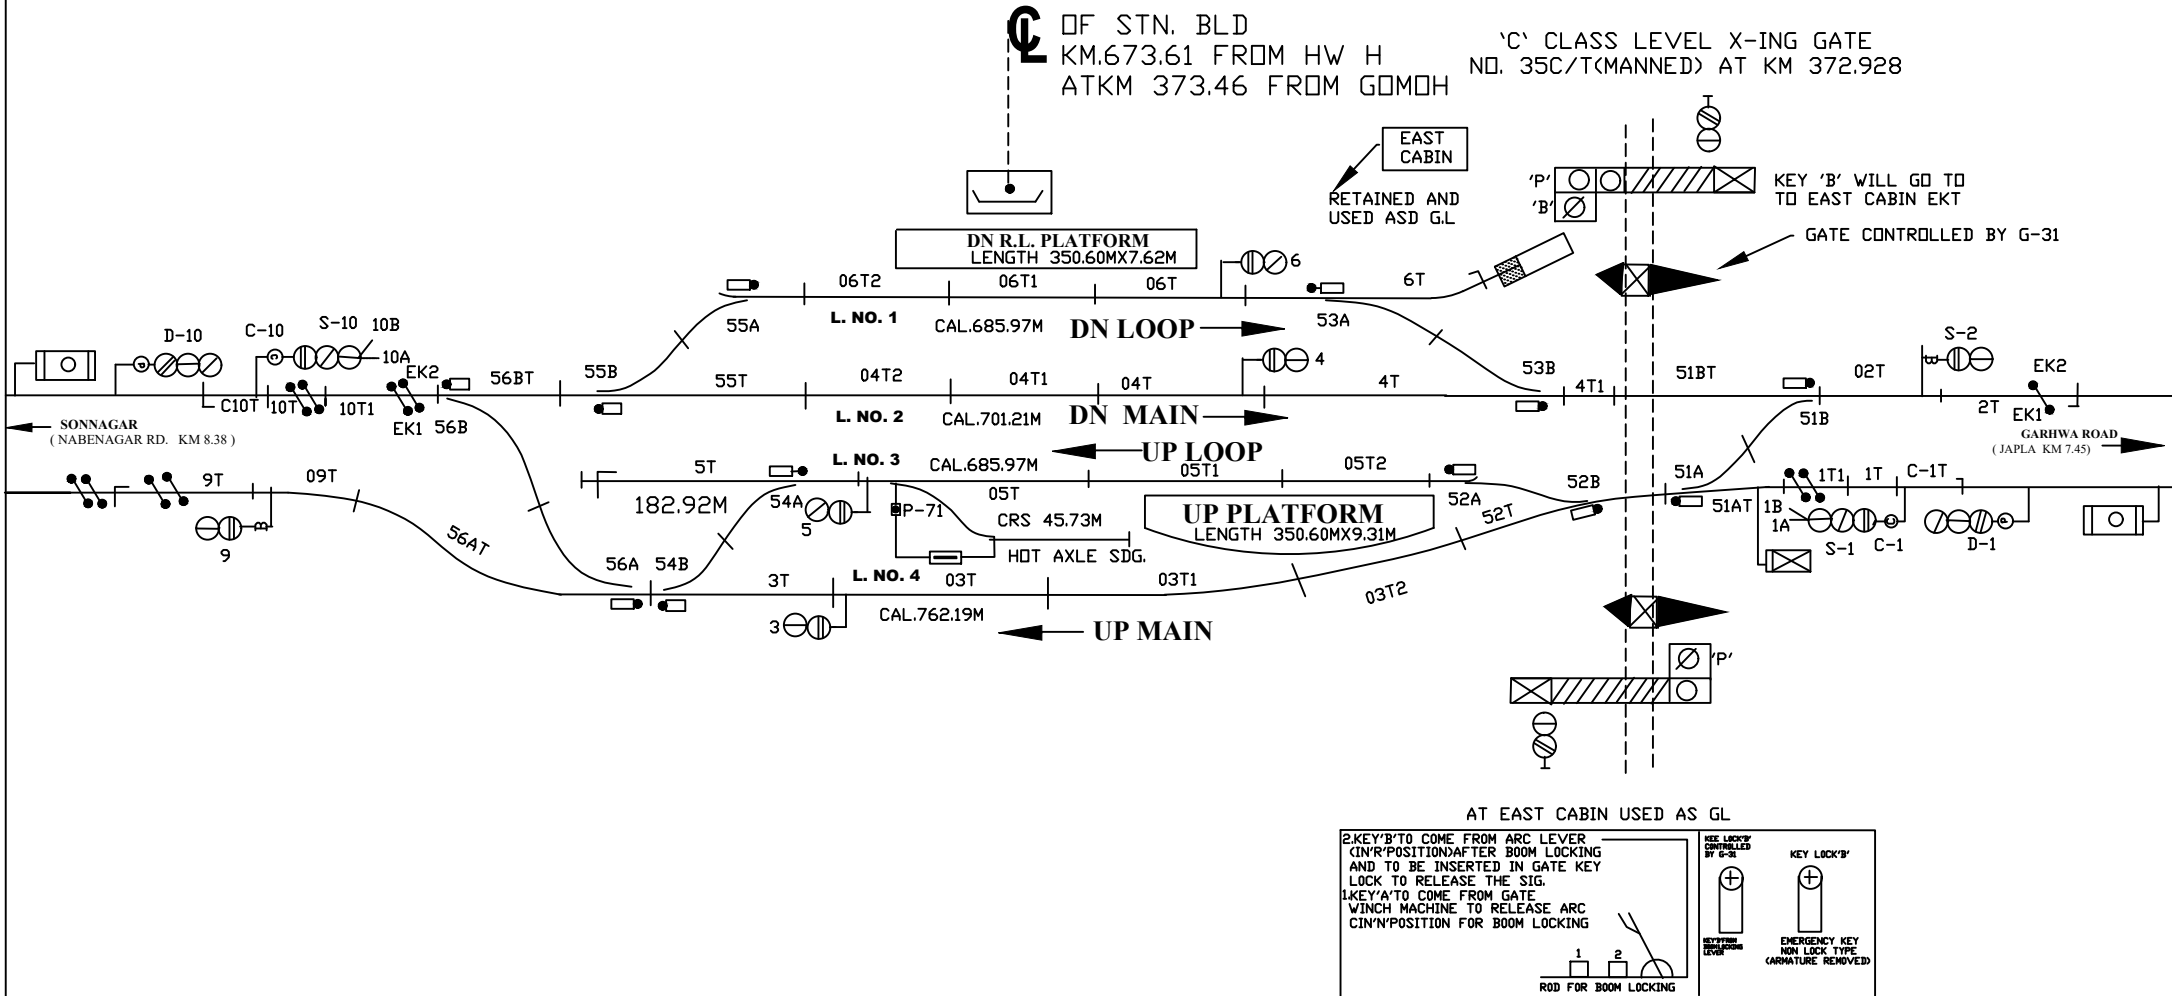 OF STN. BLD
KM.673.61 FROM HW H
ATKM 373.46 FROM GOMOH
'C' CLASS LEVEL X-ING GATE
NO. 35C/T(MANNED) AT KM 372.928
EAST
CABIN
RETAINED AND
USED ASD G.L
'P'
'B'
KEY 'B' WILL GO TO
TO EAST CABIN EKT
GATE CONTROLLED BY G-31
DN R.L. PLATFORM
LENGTH 350.60MX7.62M
06T2
06T1
06T
6
6T
55A
L. NO. 1
CAL.685.97M
DN LOOP
53A
D-10
C-10
S-10
10B
10A
EK2
56BT
55B
55T
04T2
04T1
04T
4
4T
53B
4T1
51BT
02T
S-2
EK2
C10T
10T
10T1
EK1
56B
L. NO. 2
CAL.701.21M
DN MAIN
51B
2T
EK1
SONNAGAR
( NABENAGAR RD. KM 8.38 )
GARHWA ROAD
( JAPLA KM 7.45)
UP LOOP
9T
09T
5T
L. NO. 3
CAL.685.97M
05T1
05T2
52A
52B
51A
51AT
1T1
1T
C-1T
182.92M
54A
5
P-71
05T
CRS 45.73M
HOT AXLE SDG.
UP PLATFORM
LENGTH 350.60MX9.31M
52T
1B
1A
S-1
C-1
D-1
9
B
B
56AT
56A
54B
3T
L. NO. 4
03T
03T1
03T2
3
CAL.762.19M
UP MAIN
'P'
AT EAST CABIN USED AS GL
2.KEY'B'TO COME FROM ARC LEVER
(IN'R'POSITION)AFTER BOOM LOCKING
AND TO BE INSERTED IN GATE KEY
LOCK TO RELEASE THE SIG.
1.KEY'A'TO COME FROM GATE
WINCH MACHINE TO RELEASE ARC
CIN'N'POSITION FOR BOOM LOCKING
1
2
ROD FOR BOOM LOCKING
KEE LOCK'B'
CONTROLLED
BY G-31
KEY LOCK'B'
EMERGENCY KEY
NON LOCK TYPE
(ARMATURE REMOVED)